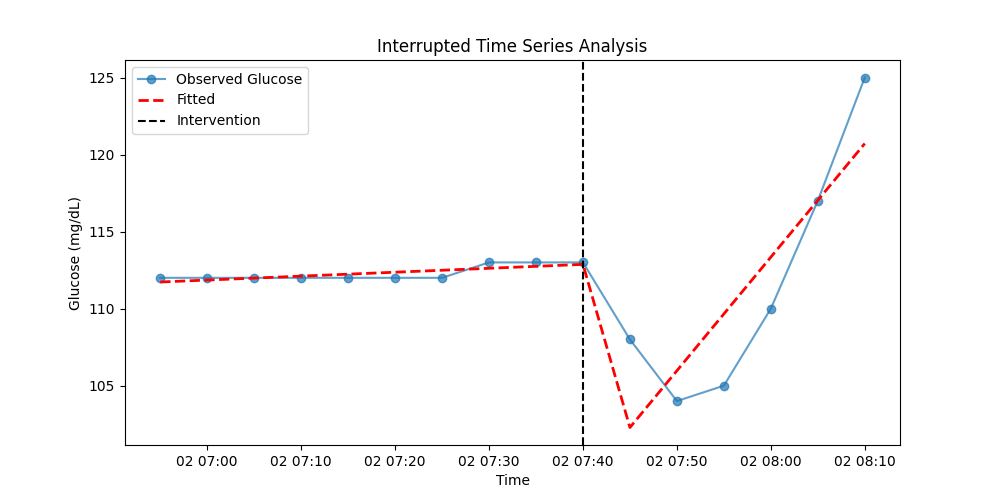 Interrupted Time Series Analysis
Observed Glucose
Fitted
Intervention
Glucose (mg/dL)
125
120
115
110
105
02 07:00 02 07:10 02 07:20 02 07:30 02 07:40 02 07:50 02 08:00 02 08:10
Time